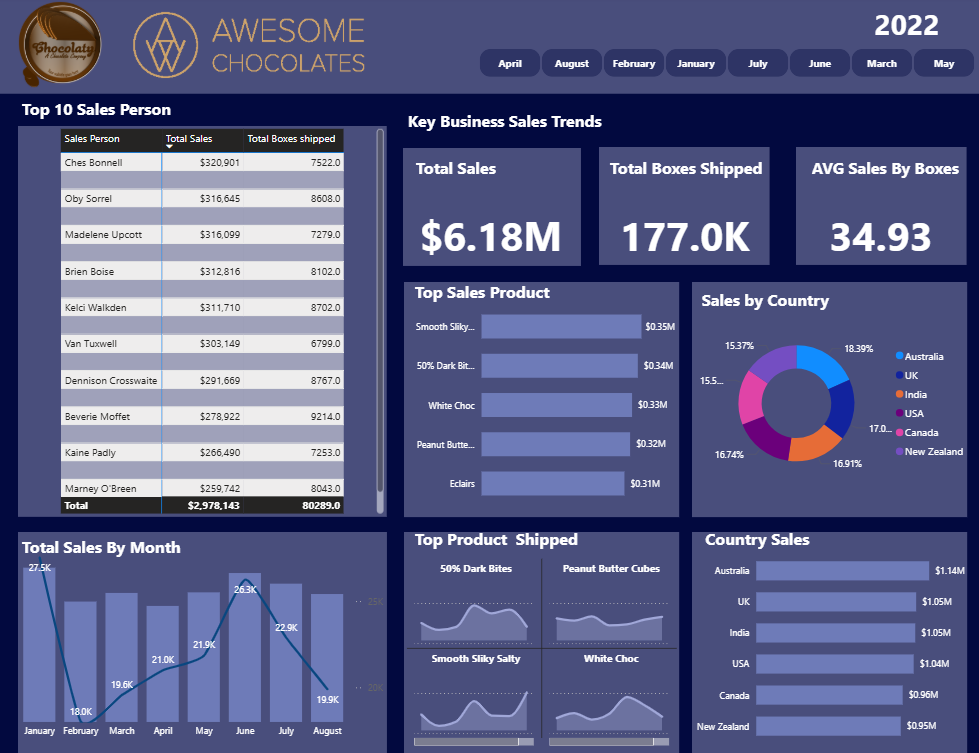 Chocolaty
A Chocolate Company
AWESOME
CHOCOLATES
2022
April
August
February
January
July
June
March
May
Top 10 Sales Person
Sales Person Total Sales Total Boxes shipped
Ches Bonnell $320,901 7522.0
Oby Sorrel $316,645 8608.0
Madelene Upcott $316,099 7279.0
Brien Boise $312,816 8102.0
Kelci Walkden $311,710 8702.0
Van Tuxwell $303,149 6799.0
Dennison Crosswaite $291,669 8767.0
Beverie Moffet $278,922 9214.0
Kaine Padly $266,490 7253.0
Marney O'Breen $259,742 8043.0
Total $2,978,143 80289.0
Key Business Sales Trends
Total Sales
$6.18M
Total Boxes Shipped
177.0K
AVG Sales By Boxes
34.93
Top Sales Product
Smooth Sliky... $0.35M
50% Dark Bit... $0.34M
White Choc $0.33M
Peanut Butte... $0.32M
Eclairs $0.31M
Sales by Country
18.39%
17.0...
16.91%
16.74%
15.5...
15.37%
Australia
UK
India
USA
Canada
New Zealand
Total Sales By Month
27.5K
18.0K
19.6K
21.0K
21.9K
26.3K
22.9K
19.9K
25K
20K
January February March April May June July August
Top Product Shipped
50% Dark Bites
Peanut Butter Cubes
Smooth Sliky Salty
White Choc
Country Sales
Australia $1.14M
UK $1.05M
India $1.05M
USA $1.04M
Canada $0.96M
New Zealand $0.95M